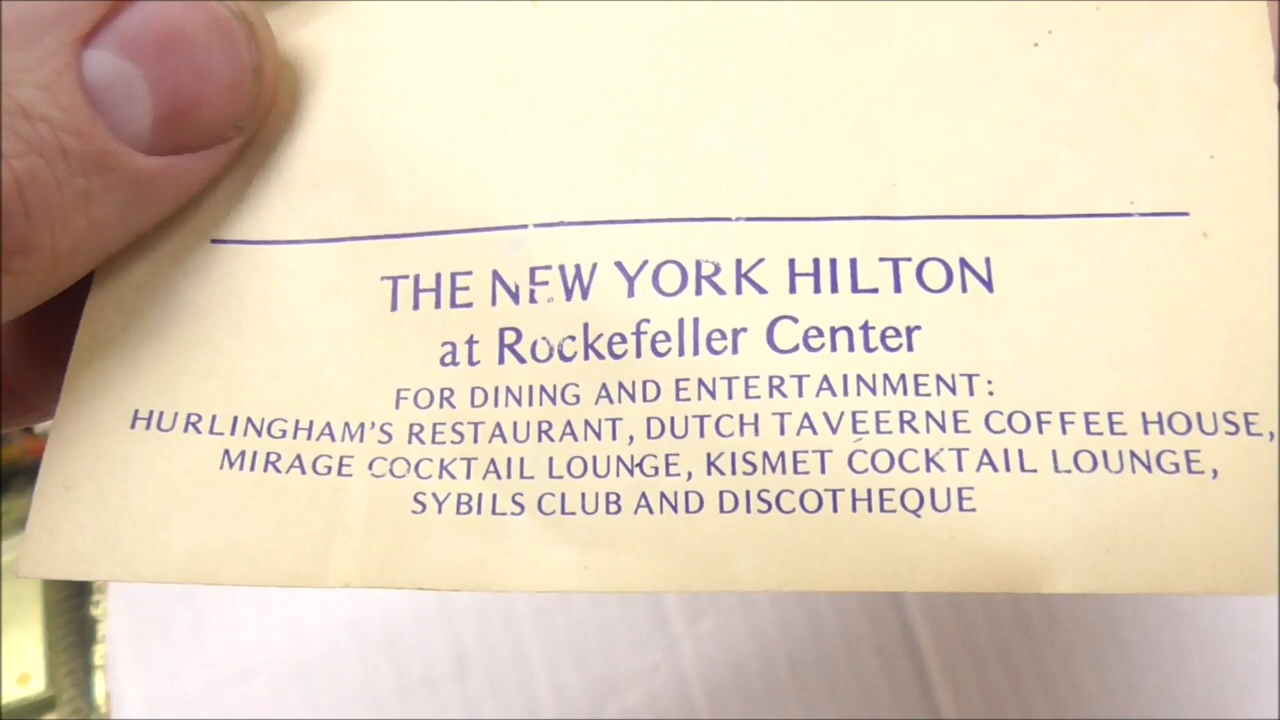 THE NEW YORK HILTON
at Rockefeller Center
FOR DINING AND ENTERTAINMENT:
HURLINGHAM'S RESTAURANT, DUTCH TAVEERNE COFFEE HOUSE,
MIRAGE COCKTAIL LOUNGE, KISMET COCKTAIL LOUNGE,
SYBILS CLUB AND DISCOTHEQUE